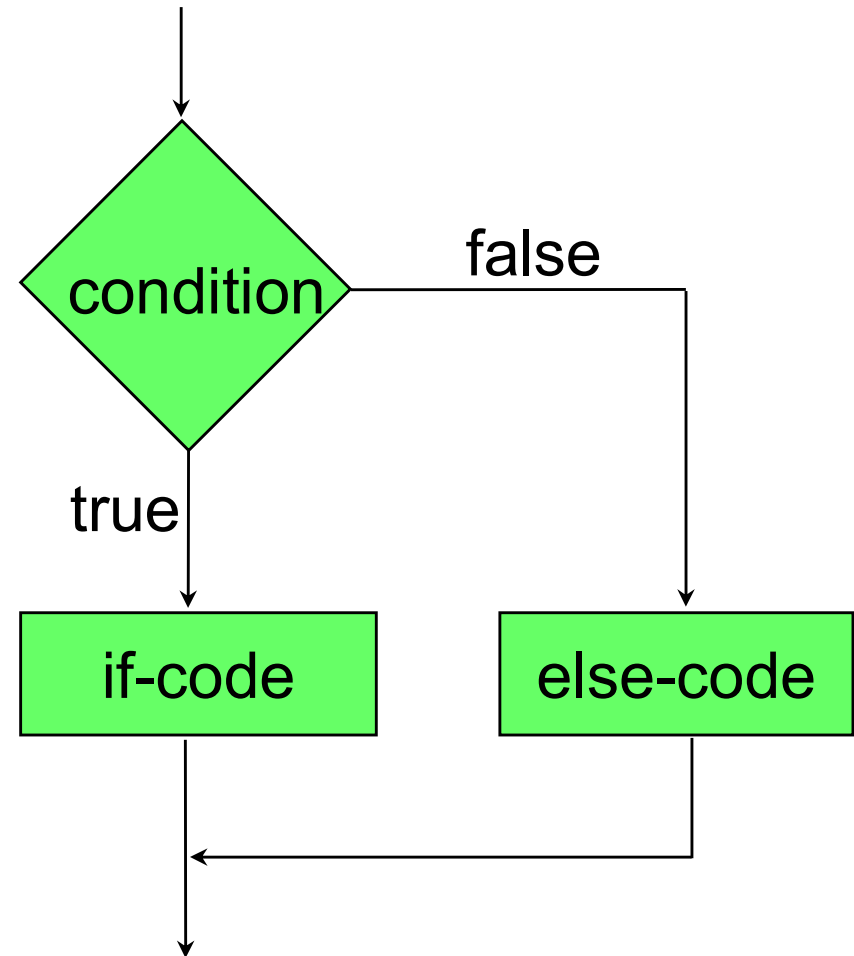 false
condition
true
if-code
else-code